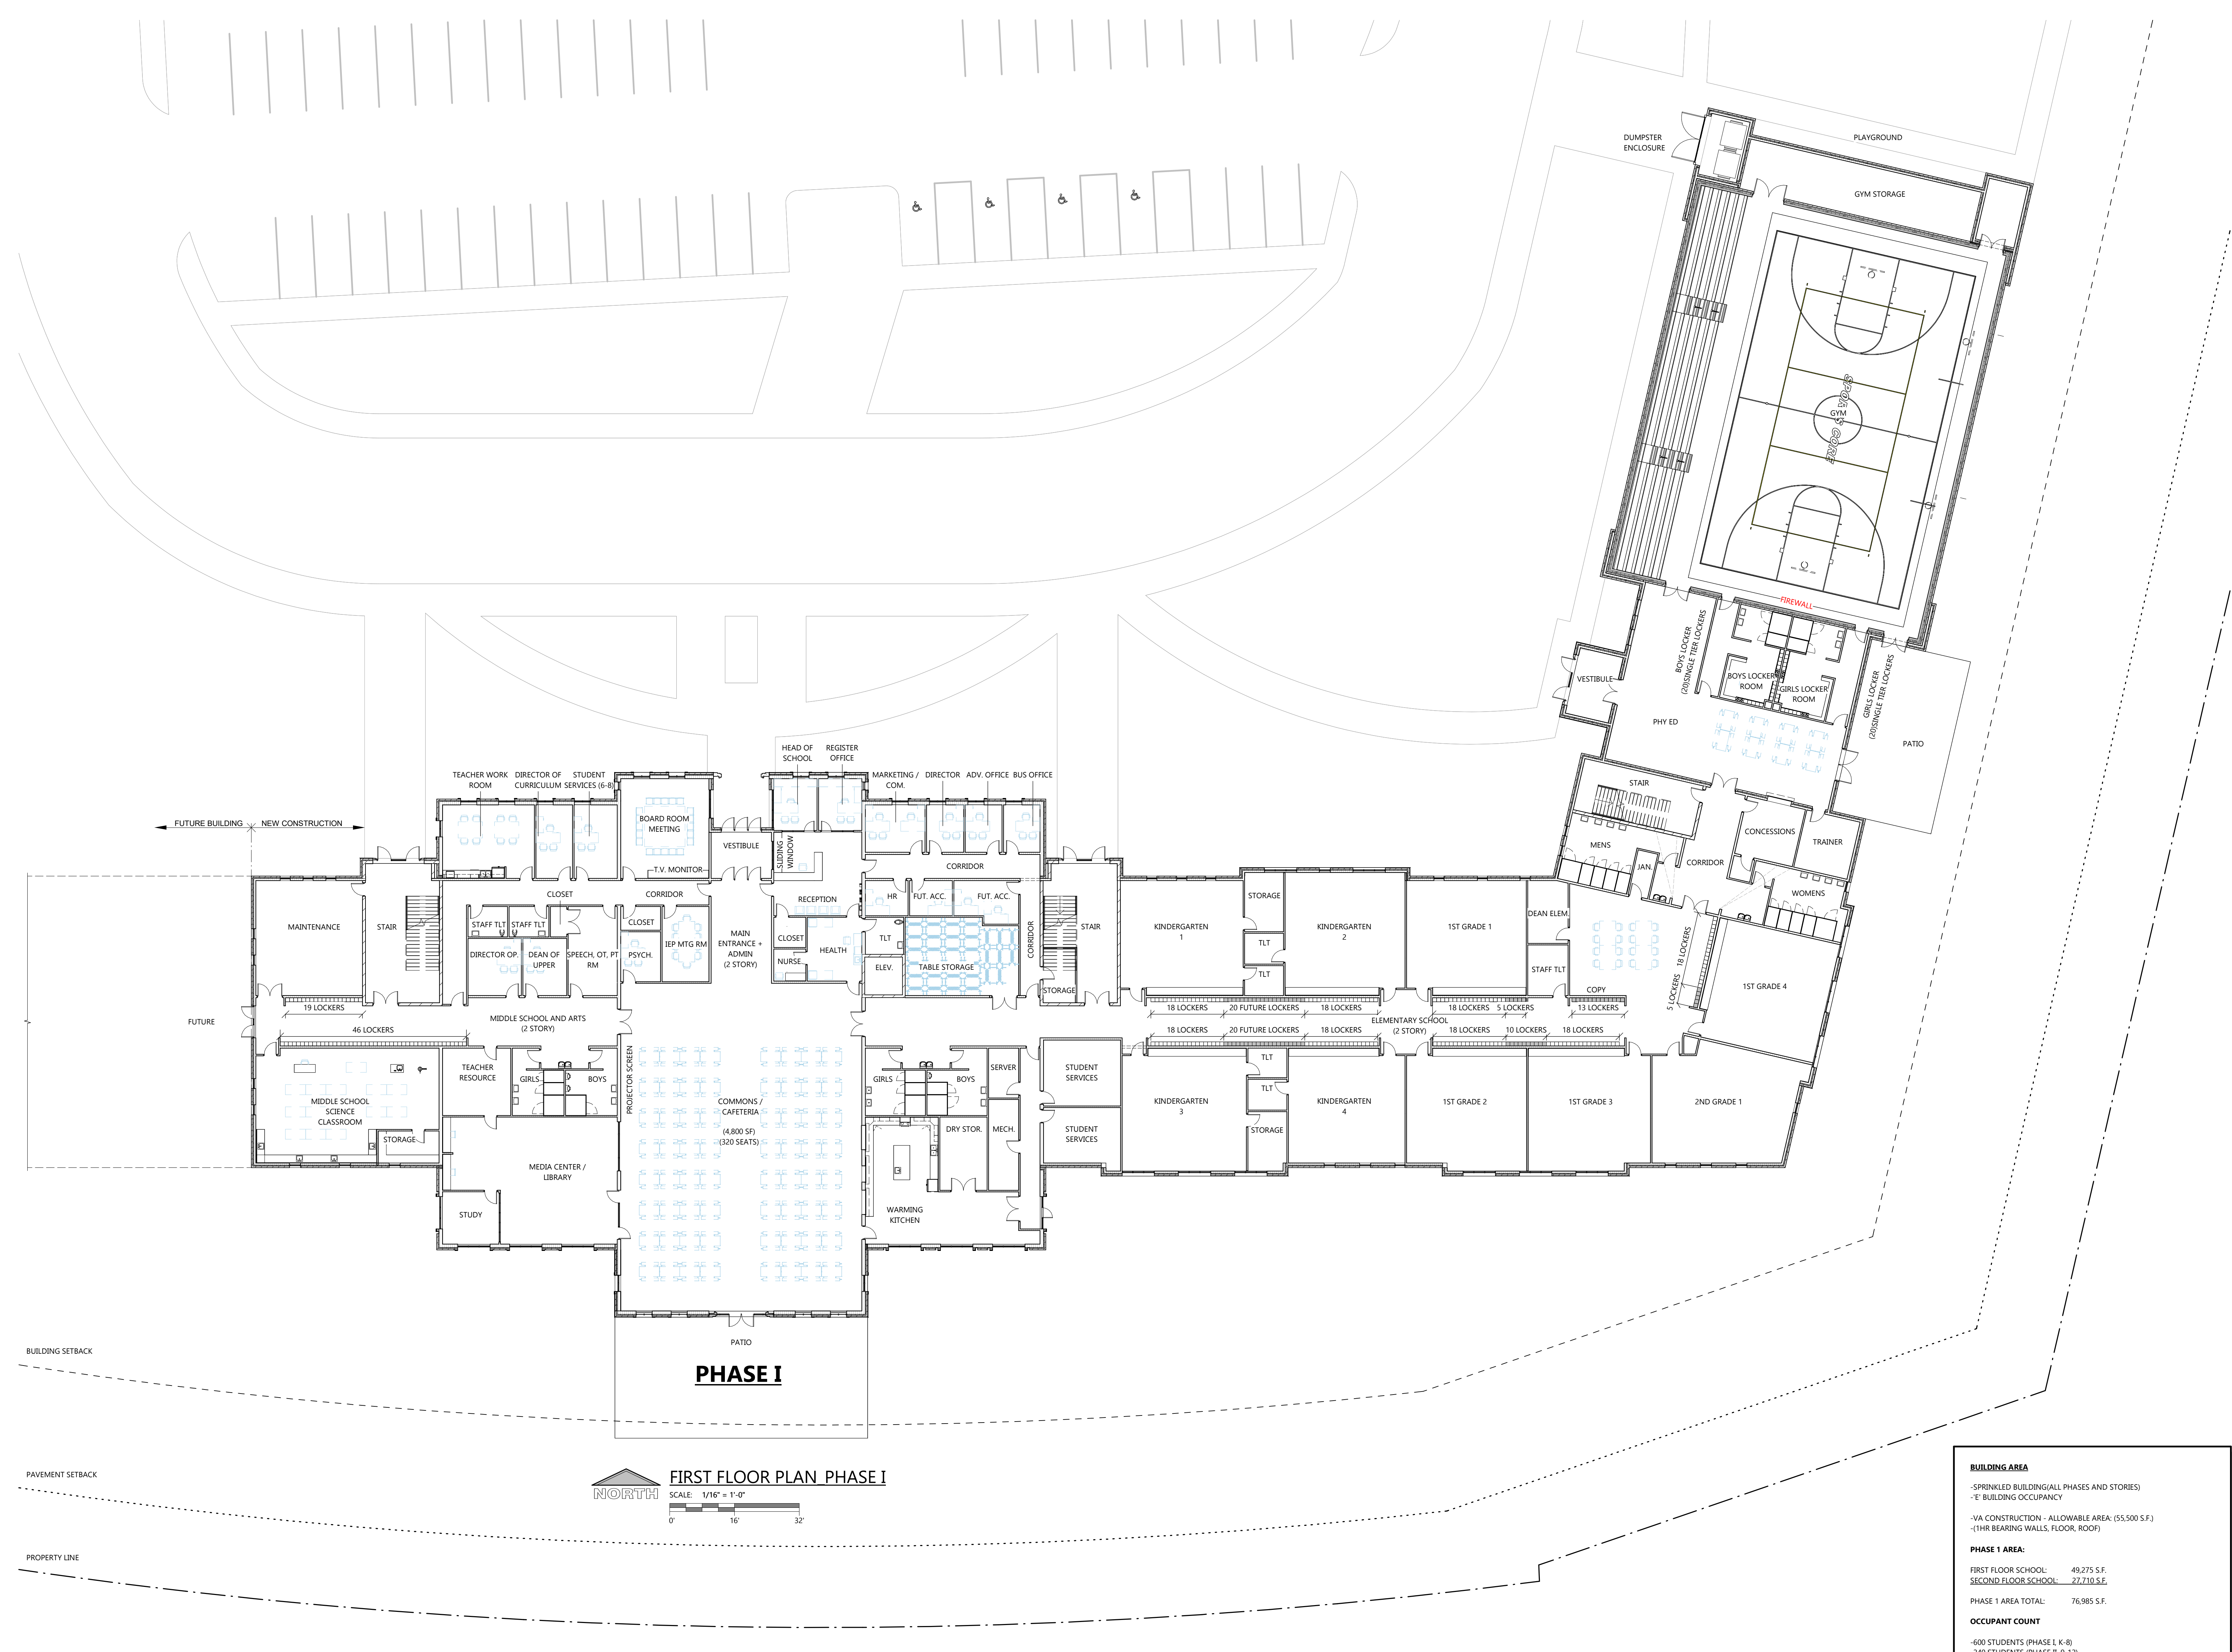 DUMPSTER
ENCLOSURE
PLAYGROUND
GYM STORAGE
GYM
SPOR
CORE
FIREWALL
BOYS LOCKER
(20)SINGLE TIER LOCKERS
GIRLS LOCKER
(20)SINGLE TIER LOCKERS
BOYS LOCKER
ROOM
GIRLS LOCKER
ROOM
VESTIBULE
PHY ED
PATIO
STAIR
MENS
JAN.
CORRIDOR
CONCESSIONS
TRAINER
WOMENS
HEAD OF
SCHOOL
REGISTER
OFFICE
TEACHER WORK
ROOM
DIRECTOR OF
CURRICULUM
STUDENT
SERVICES (6-8)
MARKETING /
COM.
DIRECTOR
ADV. OFFICE
BUS OFFICE
FUTURE BUILDING
NEW CONSTRUCTION
BOARD ROOM
MEETING
T.V. MONITOR
VESTIBULE
SLIDING
WINDOW
CORRIDOR
CLOSET
CORRIDOR
RECEPTION
HR
FUT. ACC.
FUT. ACC.
MAINTENANCE
STAIR
STAFF TLT
STAFF TLT
CLOSET
IEP MTG RM
MAIN
ENTRANCE +
ADMIN
(2 STORY)
CLOSET
HEALTH
NURSE
TLT
ELEV.
TABLE STORAGE
CORRIDOR
STAIR
STORAGE
DIRECTOR OP.
DEAN OF
UPPER
SPEECH, OT, PT
RM
PSYCH.
KINDERGARTEN
1
STORAGE
TLT
TLT
KINDERGARTEN
2
1ST GRADE 1
DEAN ELEM.
STAFF TLT
COPY
5 LOCKERS
18 LOCKERS
1ST GRADE 4
FUTURE
19 LOCKERS
46 LOCKERS
MIDDLE SCHOOL AND ARTS
(2 STORY)
18 LOCKERS
20 FUTURE LOCKERS
18 LOCKERS
18 LOCKERS
5 LOCKERS
13 LOCKERS
ELEMENTARY SCHOOL
(2 STORY)
18 LOCKERS
20 FUTURE LOCKERS
18 LOCKERS
18 LOCKERS
10 LOCKERS
18 LOCKERS
MIDDLE SCHOOL
SCIENCE
CLASSROOM
STORAGE
TEACHER
RESOURCE
GIRLS
BOYS
PROJECTOR SCREEN
COMMONS /
CAFETERIA
(4,800 SF)
(320 SEATS)
GIRLS
BOYS
SERVER
DRY STOR.
MECH.
STUDENT
SERVICES
STUDENT
SERVICES
KINDERGARTEN
3
TLT
TLT
STORAGE
KINDERGARTEN
4
1ST GRADE 2
1ST GRADE 3
2ND GRADE 1
MEDIA CENTER /
LIBRARY
STUDY
WARMING
KITCHEN
PATIO
PHASE I
BUILDING SETBACK
PAVEMENT SETBACK
PROPERTY LINE
NORTH
FIRST FLOOR PLAN_PHASE I
SCALE: 1/16" = 1'-0"
0' 16' 32'
BUILDING AREA
-SPRINKLED BUILDING(ALL PHASES AND STORIES)
-'E' BUILDING OCCUPANCY
-VA CONSTRUCTION - ALLOWABLE AREA: (55,500 S.F.)
-(1HR BEARING WALLS, FLOOR, ROOF)
PHASE 1 AREA:
FIRST FLOOR SCHOOL: 49,275 S.F.
SECOND FLOOR SCHOOL: 27,710 S.F.
PHASE 1 AREA TOTAL: 76,985 S.F.
OCCUPANT COUNT
-600 STUDENTS (PHASE I, K-8)